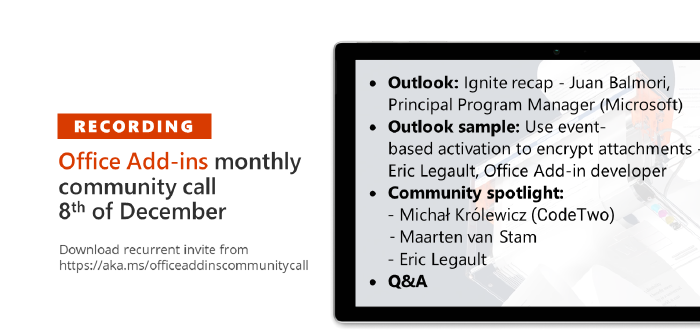 RECORDING
Office Add-ins monthly
community call
8th of December
Download recurrent invite from
https://aka.ms/officeaddinscommunitycall
• Outlook: Ignite recap - Juan Balmori,
Principal Program Manager (Microsoft)
• Outlook sample: Use event-
based activation to encrypt attachments -
Eric Legault, Office Add-in developer
• Community spotlight:
- Michał Królewicz (CodeTwo)
- Maarten van Stam
- Eric Legault
• Q&A